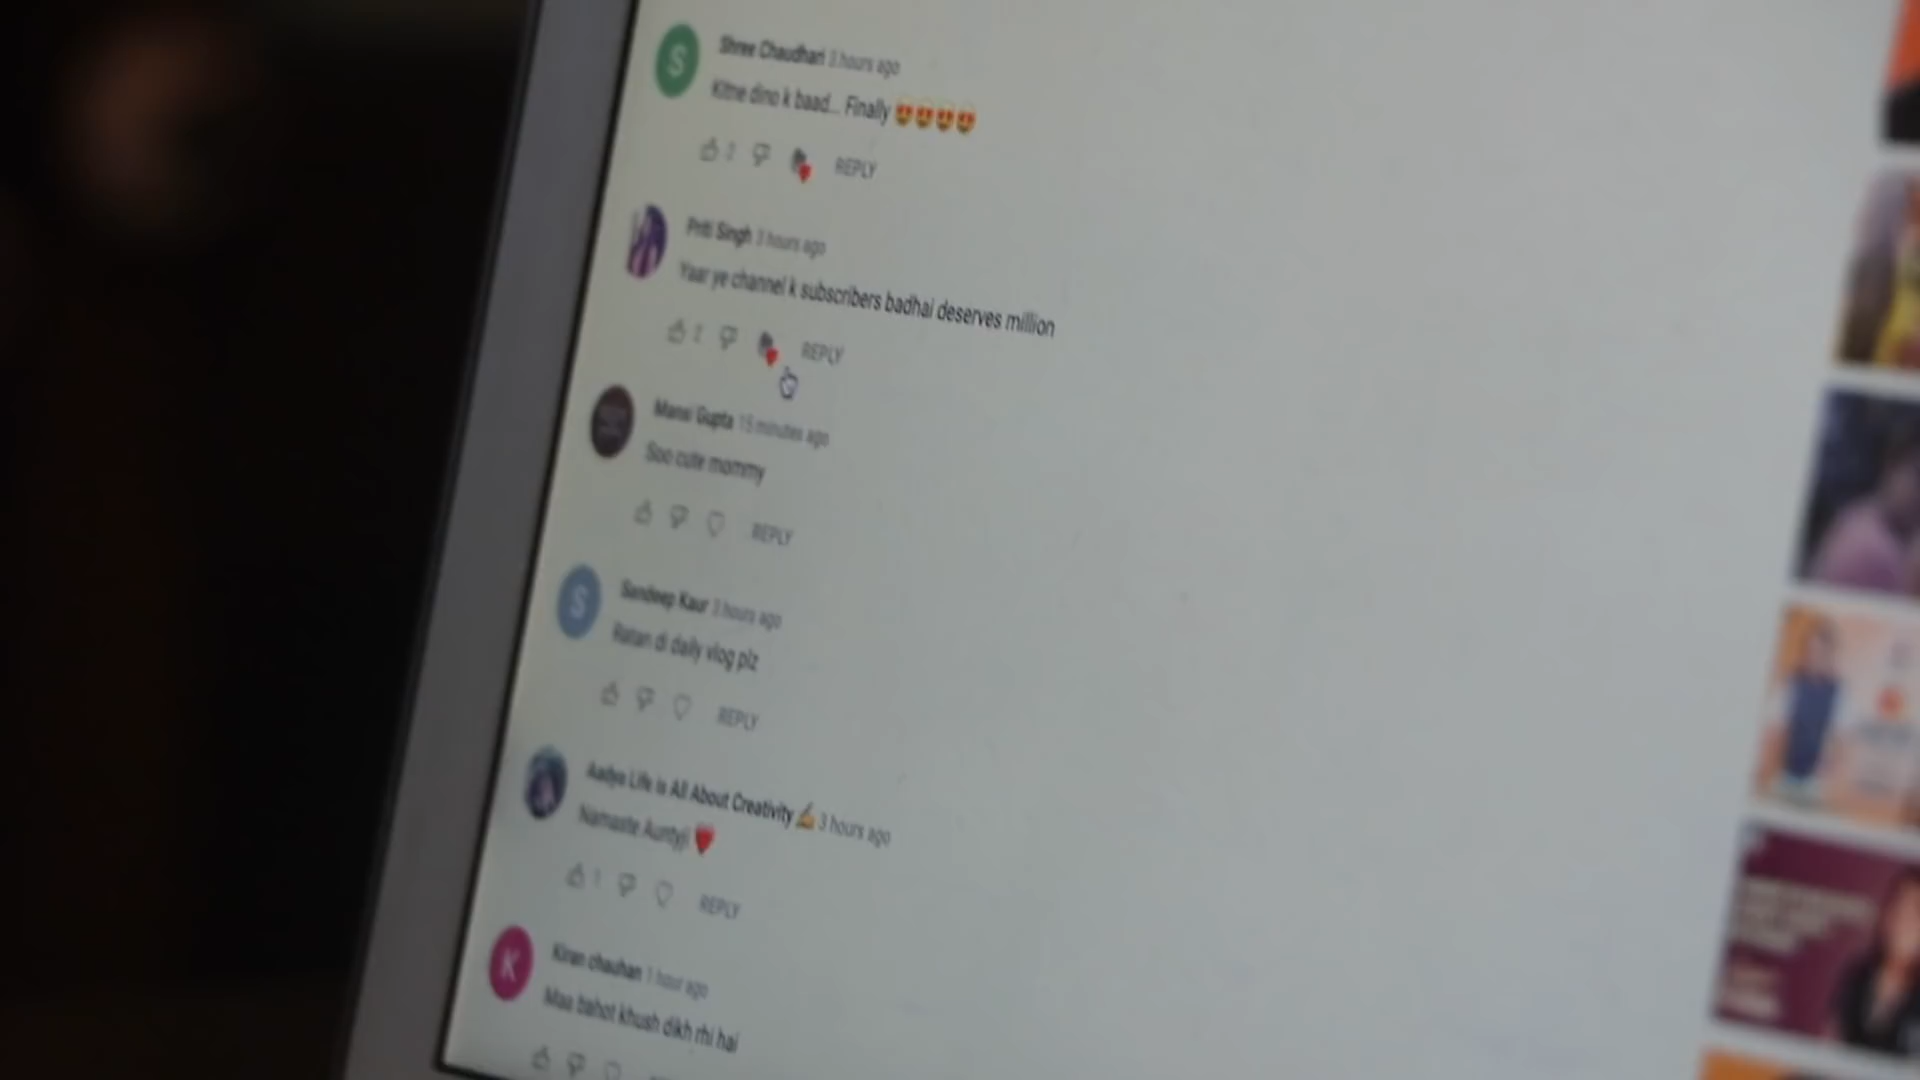 S
Shree Chaudhari 3 hours ago
Kitne dino k baad... Finally 😍😍😍😍
2 REPLY
Priti Singh 3 hours ago
Yaar ye channel k subscribers badhai deserves million
REPLY
Mansi Gupta 15 minutes ago
Soo cute mommy
REPLY
S
Sandeep Kaur 3 hours ago
Ratan di daily vlog plz
REPLY
Aadya Life is All About Creativity ✍ 3 hours ago
Namaste Auntyji ❤
1 REPLY
K
Kiran chauhan 1 hour ago
Maa bahot khush dikh rhi hai